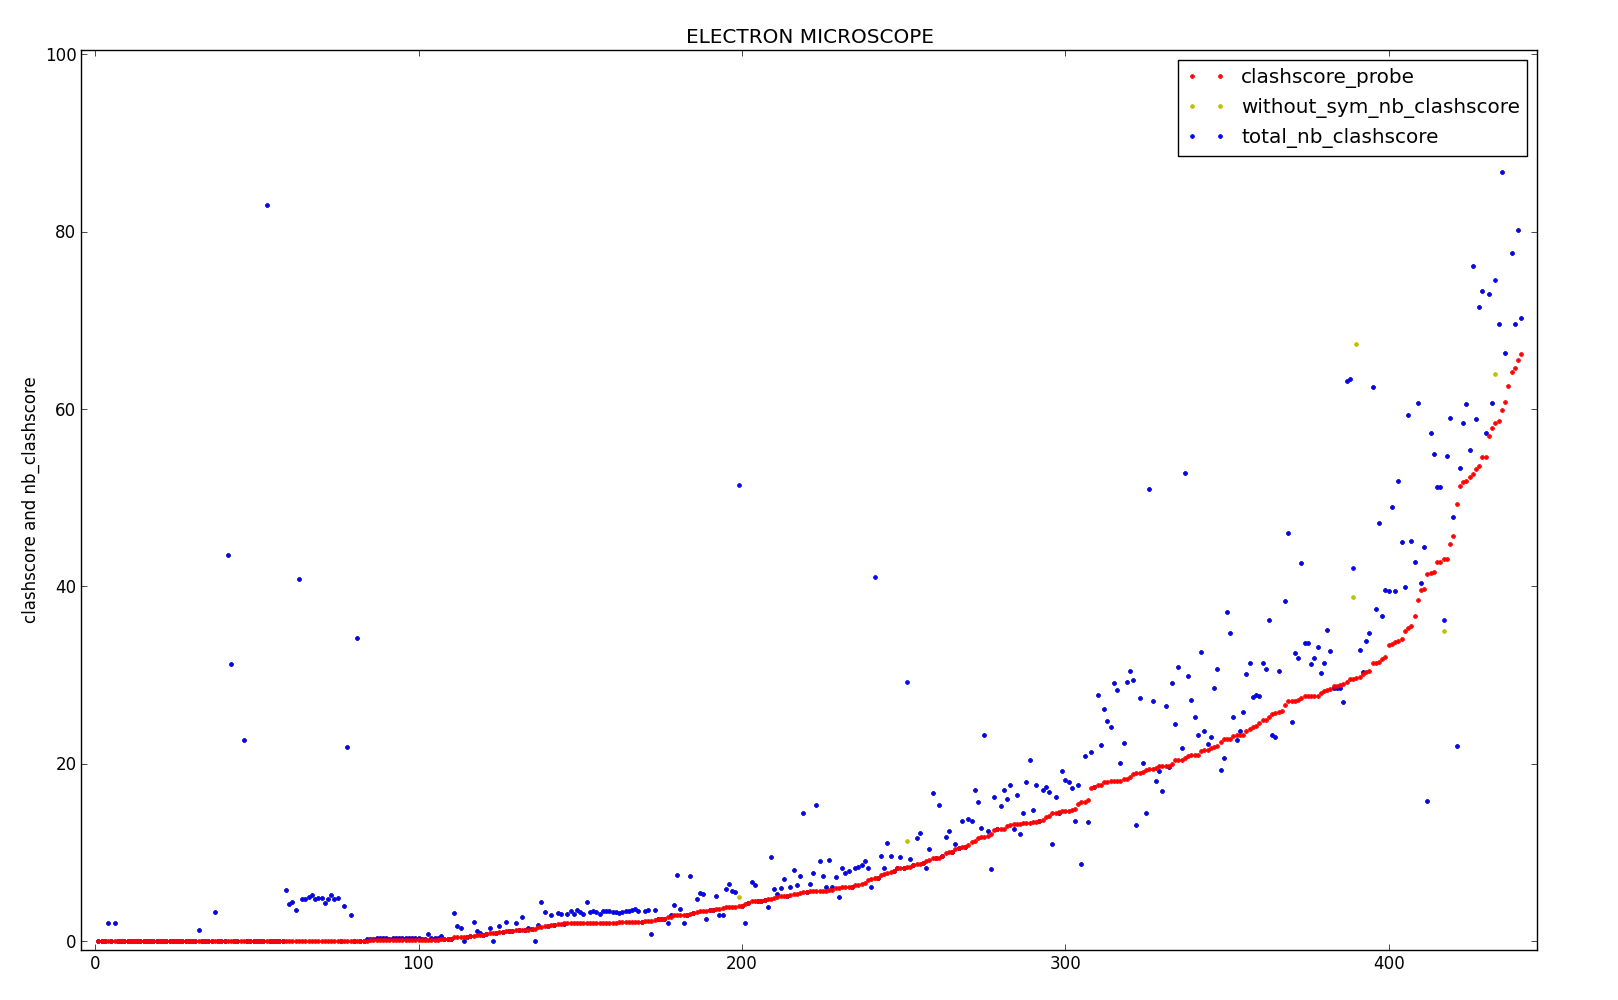 ELECTRON MICROSCOPE
clashscore_probe
without_sym_nb_clashscore
total_nb_clashscore
clashscore and nb_clashscore
100
80
60
40
20
0
0 100 200 300 400